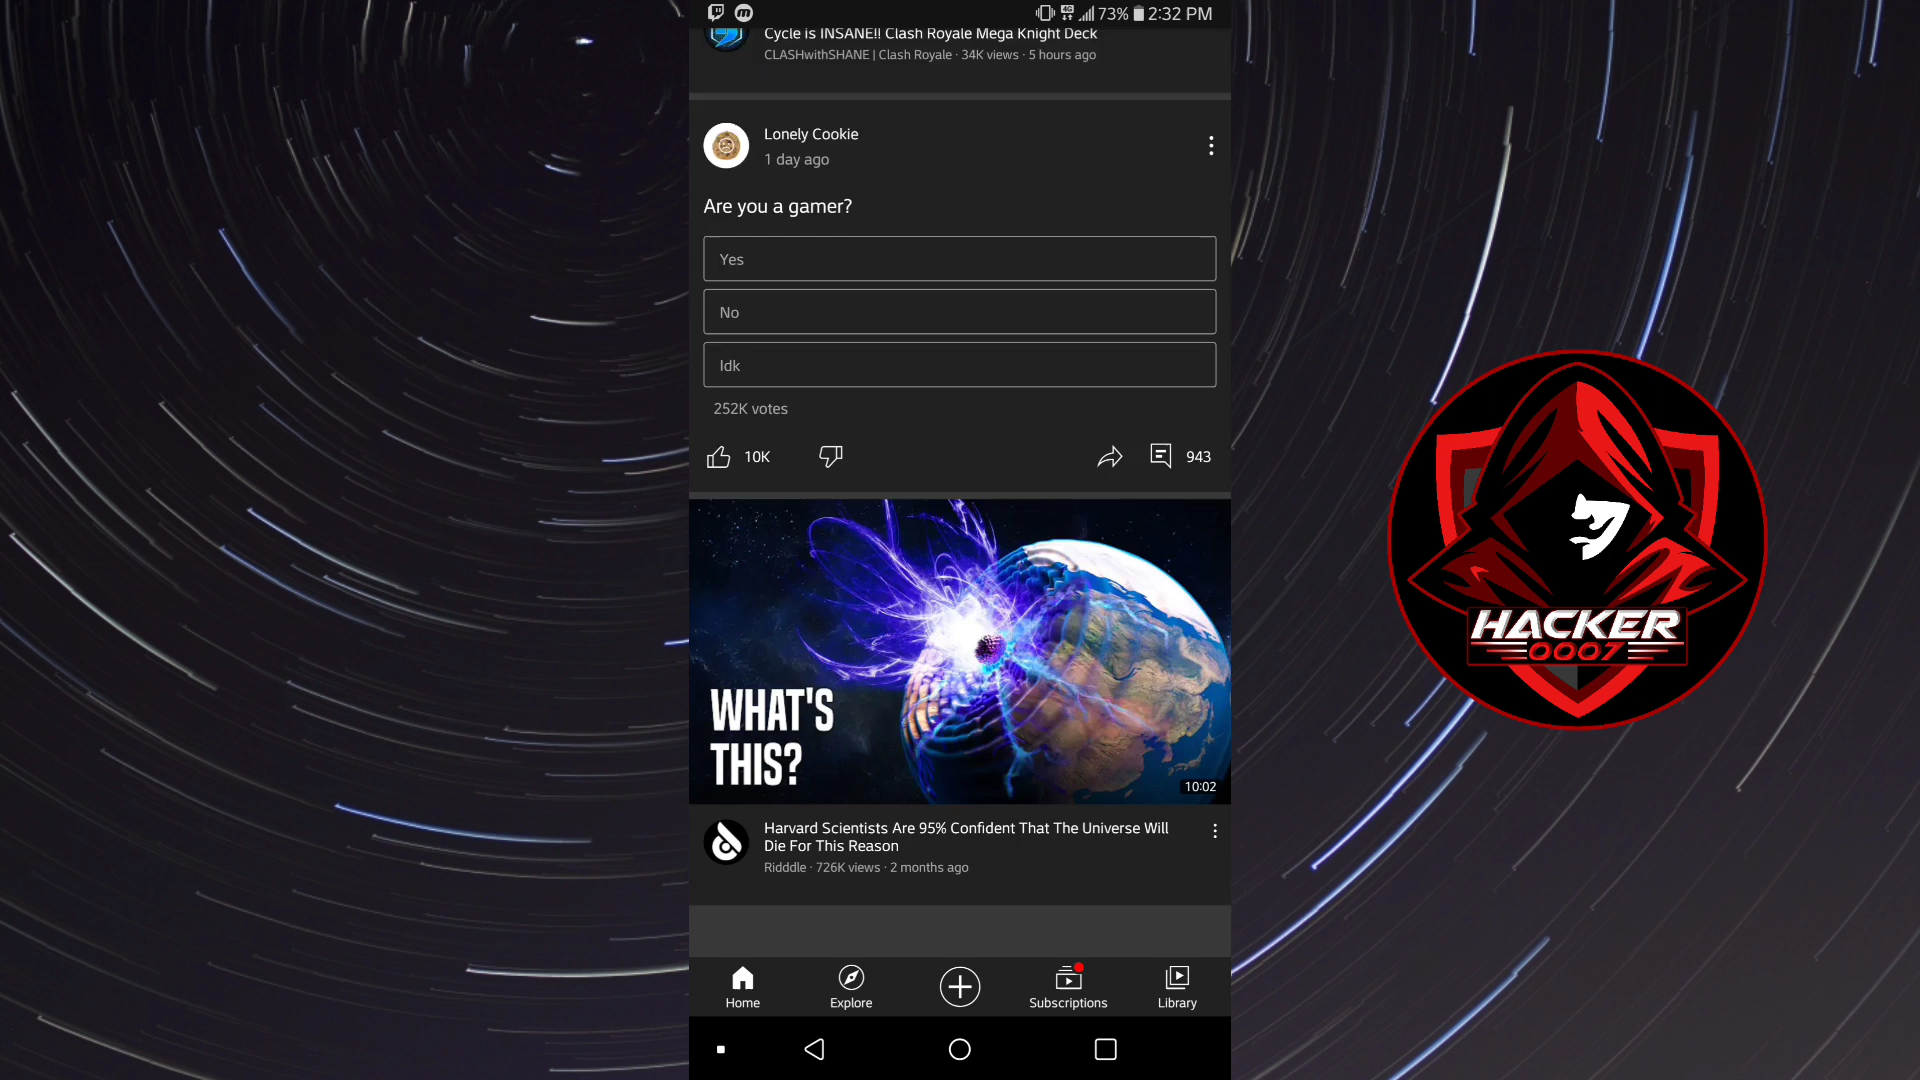 73% 2:32 PM
Cycle is INSANE!! Clash Royale Mega Knight Deck
CLASHwithSHANE | Clash Royale · 34K views · 5 hours ago
Lonely Cookie
1 day ago
Are you a gamer?
Yes
No
Idk
252K votes
10K
943
WHAT'S
THIS?
10:02
Harvard Scientists Are 95% Confident That The Universe Will
Die For This Reason
Ridddle · 726K views · 2 months ago
Home
Explore
Subscriptions
Library
HACKER
0007